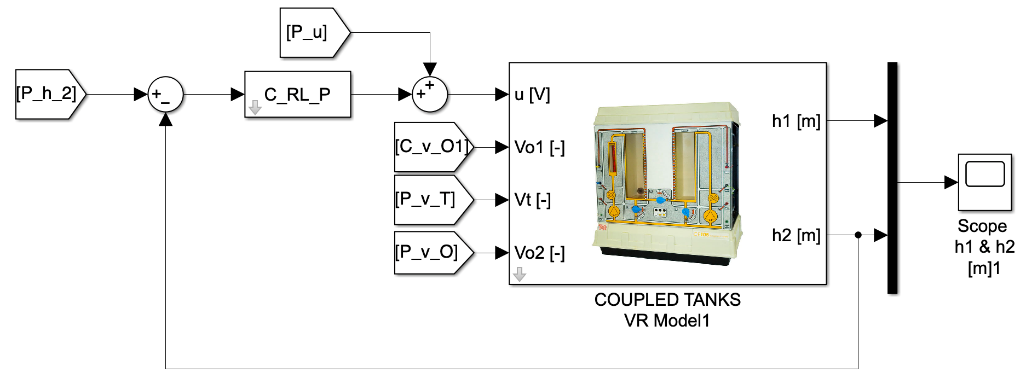 [P_u]
[P_h_2]
C_RL_P
u [V]
[C_v_O1]
Vo1 [-]
[P_v_T]
Vt [-]
[P_v_O]
Vo2 [-]
h1 [m]
h2 [m]
COUPLED TANKS
VR Model1
Scope
h1 & h2
[m]1